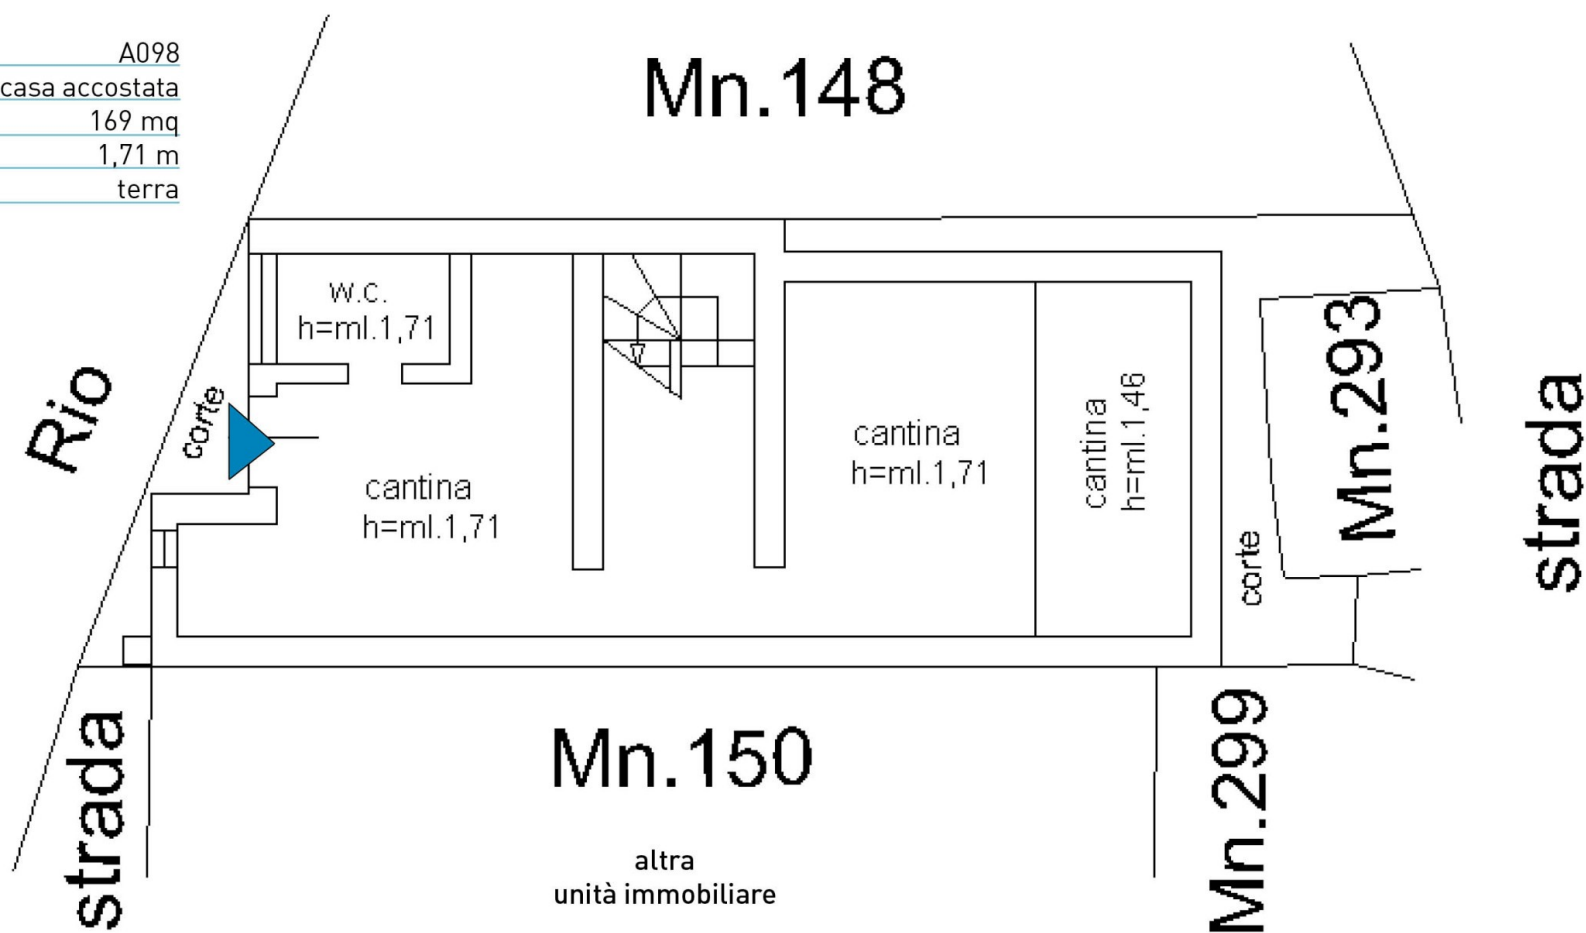 A098
casa accostata
169 mq
1,71 m
terra
Mn.148
w.c.
h=ml.1,71
Rio
corte
cantina
h=ml.1,71
cantina
h=ml.1,71
cantina
h=ml.1,46
corte
Mn.293
strada
strada
Mn.150
altra
unità immobiliare
Mn.299